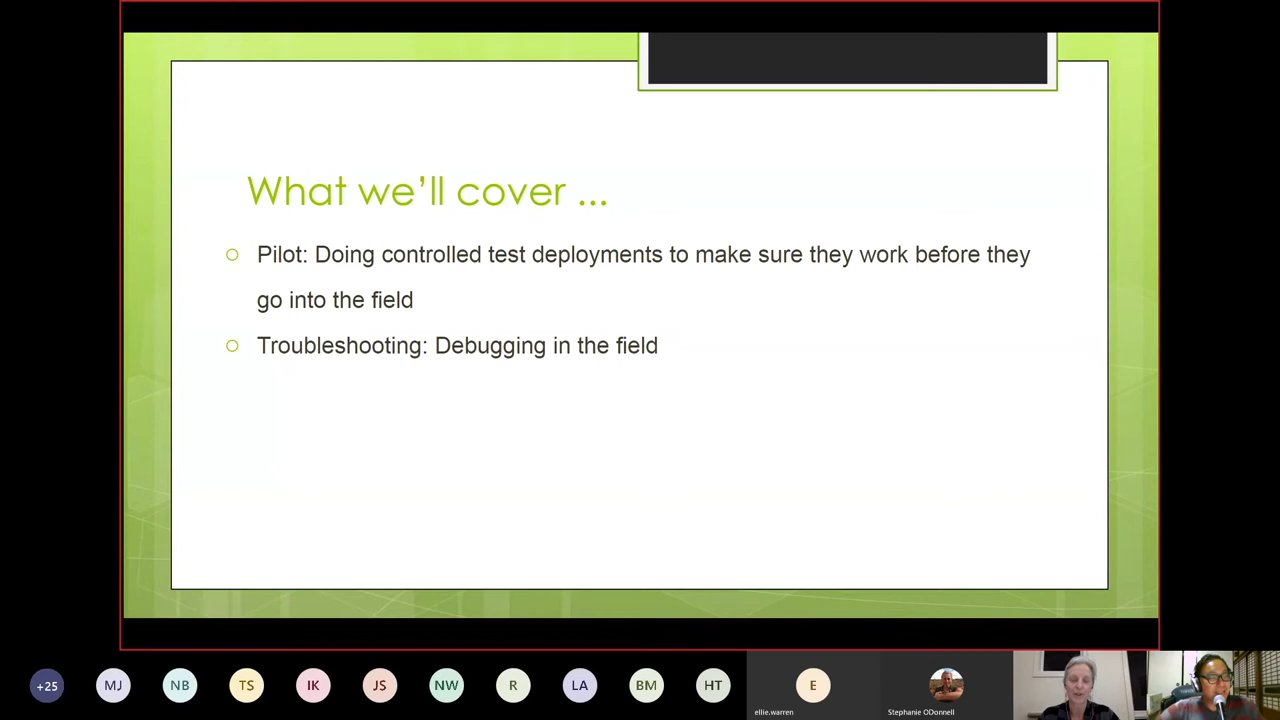 What we'll cover ...
Pilot: Doing controlled test deployments to make sure they work before they
go into the field
Troubleshooting: Debugging in the field
+25
MJ
NB
TS
IK
JS
NW
R
LA
BM
HT
E
ellie.warren
Stephanie ODonnell